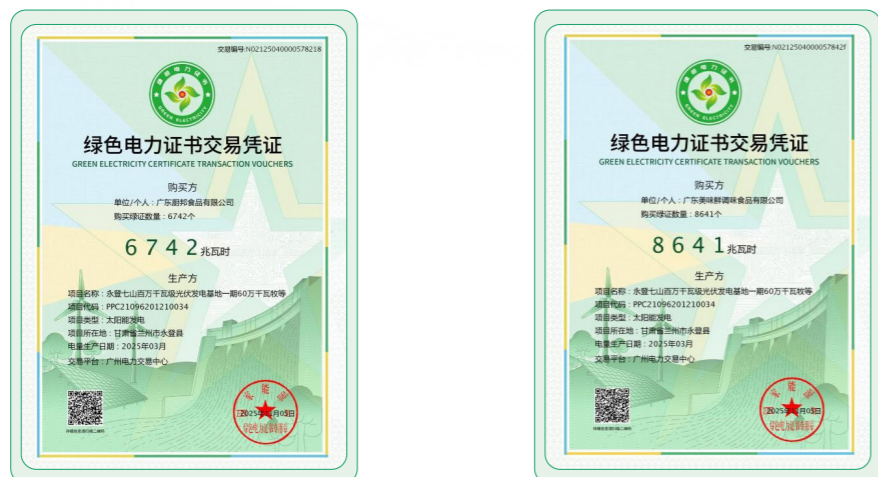 交易编号:N02125040000578218
绿色电力证书
GREEN ELECTRICITY
绿色电力证书交易凭证
GREEN ELECTRICITY CERTIFICATE TRANSACTION VOUCHERS
购买方
单位/个人：广东厨邦食品有限公司
购买绿证数量：6742个
6742兆瓦时
生产方
项目名称：永登七山百万千瓦级光伏发电基地一期60万千瓦牧等
项目代码：PPC21096201210034
项目类型：太阳能发电
项目所在地：甘肃省兰州市永登县
电量生产日期：2025年03月
交易平台：广州电力交易中心
交易编号:N0212504000057842f
绿色电力证书
GREEN ELECTRICITY
绿色电力证书交易凭证
GREEN ELECTRICITY CERTIFICATE TRANSACTION VOUCHERS
购买方
单位/个人：广东美味鲜调味食品有限公司
购买绿证数量：8641个
8641兆瓦时
生产方
项目名称：永登七山百万千瓦级光伏发电基地一期60万千瓦牧等
项目代码：PPC21096201210034
项目类型：太阳能发电
项目所在地：甘肃省兰州市永登县
电量生产日期：2025年03月
交易平台：广州电力交易中心